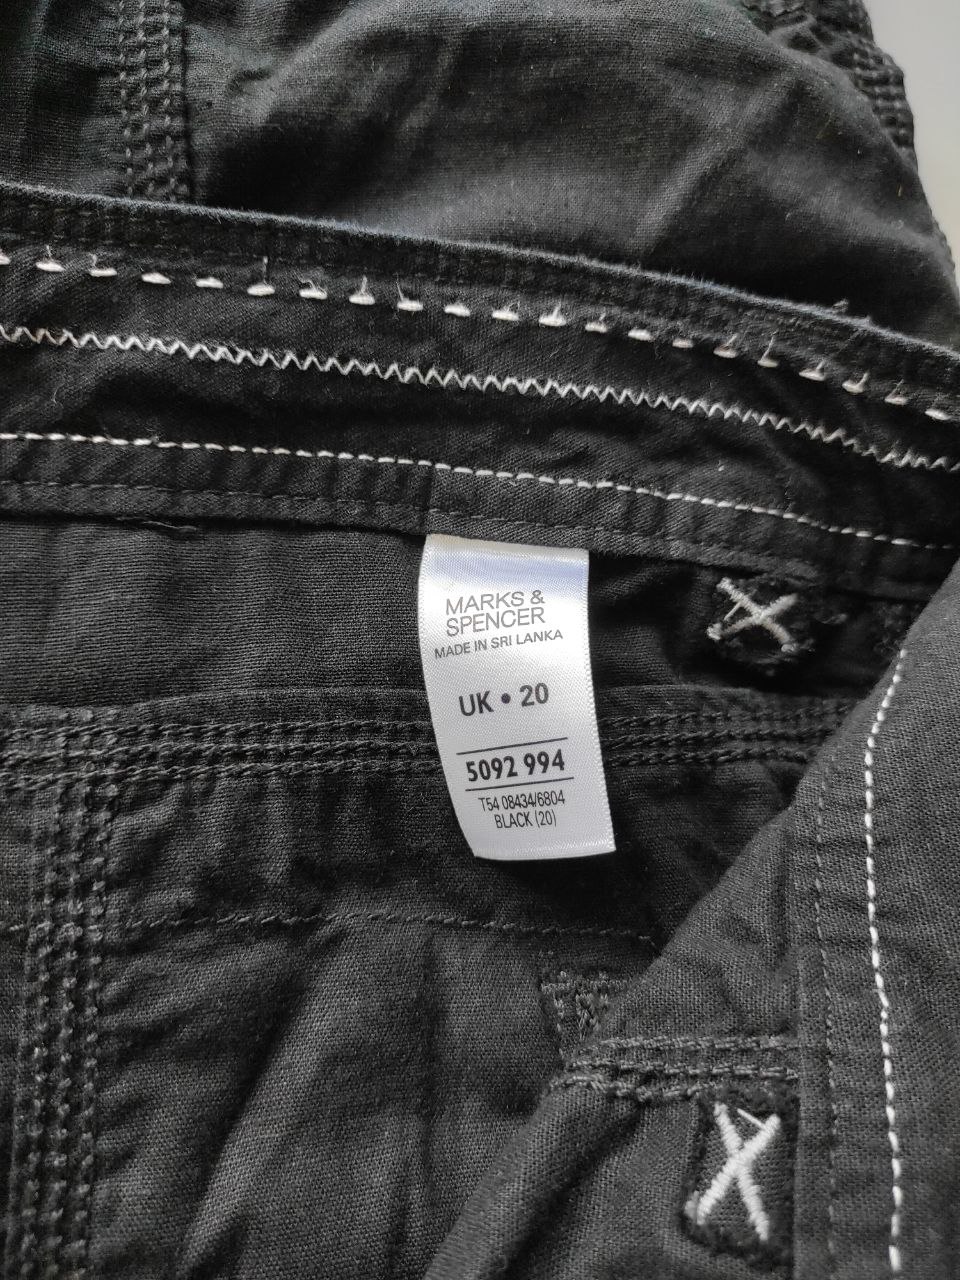 MARKS &
SPENCER
MADE IN SRI LANKA
UK • 20
5092 994
T54 08434/6804
BLACK (20)